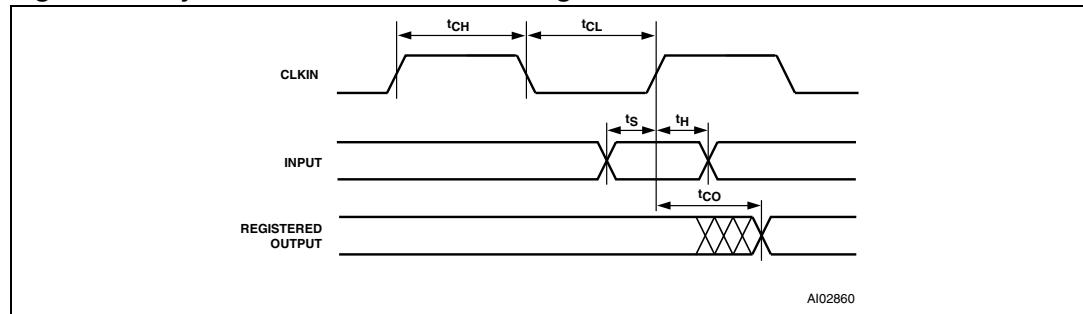 tCH
tCL
CLKIN
tS
tH
INPUT
tCO
REGISTERED
OUTPUT
AI02860